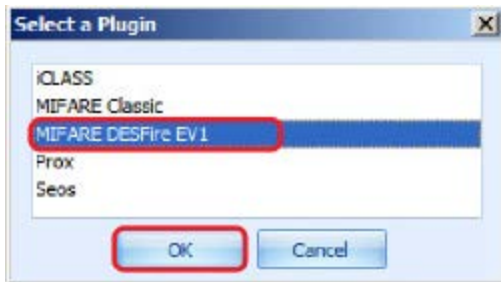 Select a Plugin
iCLASS
MIFARE Classic
MIFARE DESFire EV1
Prox
Seos
OK
Cancel